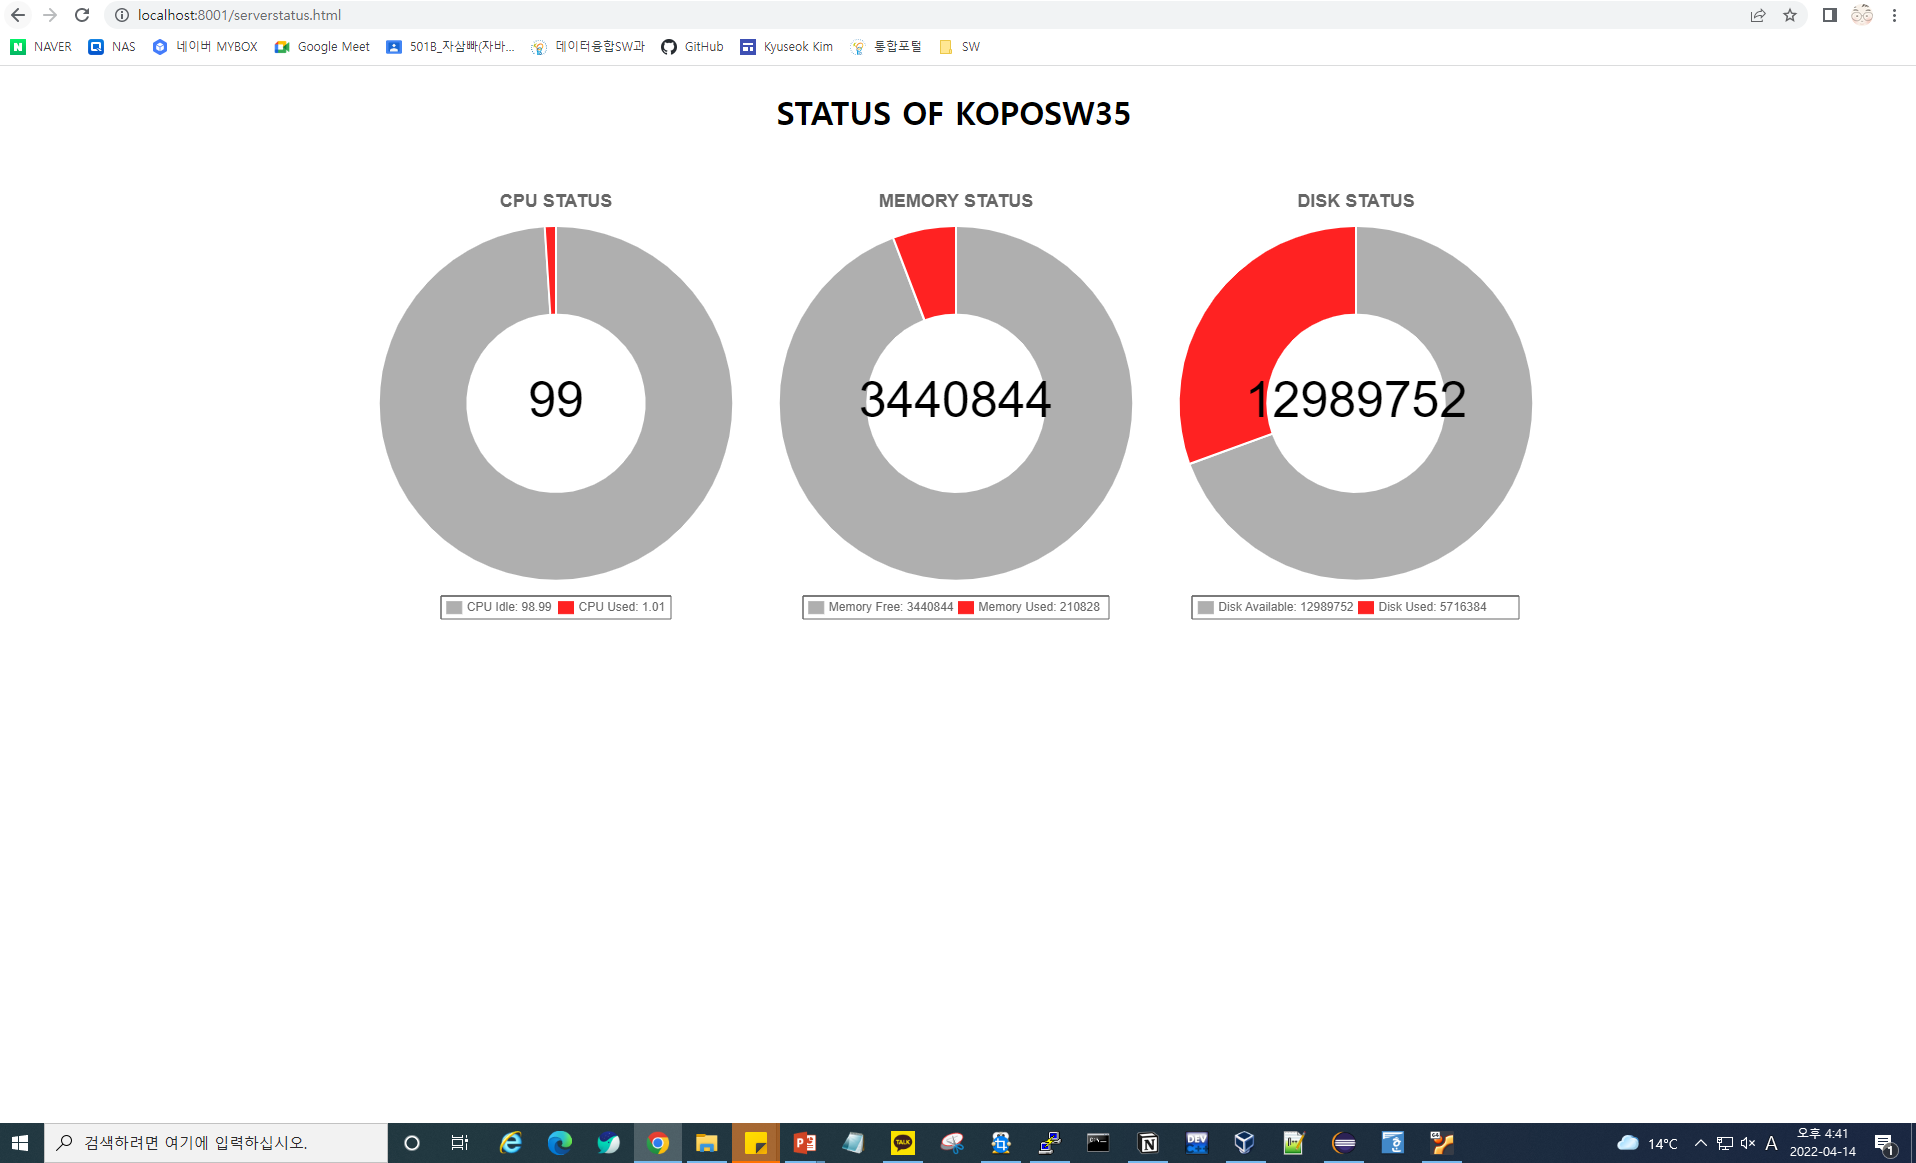 localhost:8001/serverstatus.html
NAVER NAS 네이버 MYBOX Google Meet 501B_자삼빠(자바... 데이터융합SW과 GitHub Kyuseok Kim 통합포털 SW
STATUS OF KOPOSW35
CPU STATUS
99
CPU Idle: 98.99 CPU Used: 1.01
MEMORY STATUS
3440844
Memory Free: 3440844 Memory Used: 210828
DISK STATUS
12989752
Disk Available: 12989752 Disk Used: 5716384
검색하려면 여기에 입력하십시오.
TALK
DEV
14°C
A
오후 4:41
2022-04-14
1